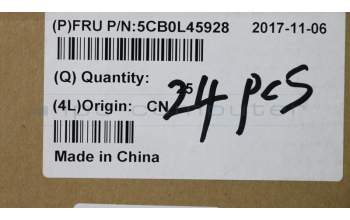 (P)FRU P/N:5CB0L45928 2017-11-06
(Q) Quantity: 24 pcs
(4L)Origin: CN
Made in China